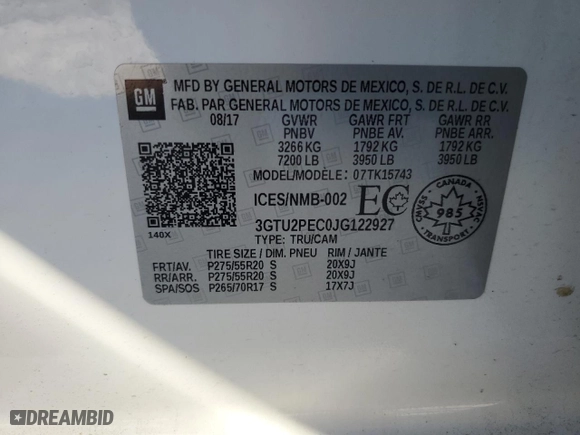 GM
MFD BY GENERAL MOTORS DE MEXICO, S. DE R.L. DE C.V.
FAB. PAR GENERAL MOTORS DE MEXICO, S. DE R.L. DE C.V.
08/17 GVWR GAWR FRT GAWR RR
PNBV PNBE AV. PNBE ARR.
3266 KG 1792 KG 1792 KG
7200 LB 3950 LB 3950 LB
MODEL/MODÈLE: 07TK15743
ICES/NMB-002 EC
CANADA
985
3GTU2PEC0JG122927
140X TYPE: TRU/CAM
TIRE SIZE / DIM. PNEU RIM / JANTE
FRT/AV. P275/55R20 S 20X9J
RR/ARR. P275/55R20 S 20X9J
SPA/SOS P265/70R17 S 17X7J
DREAMBID